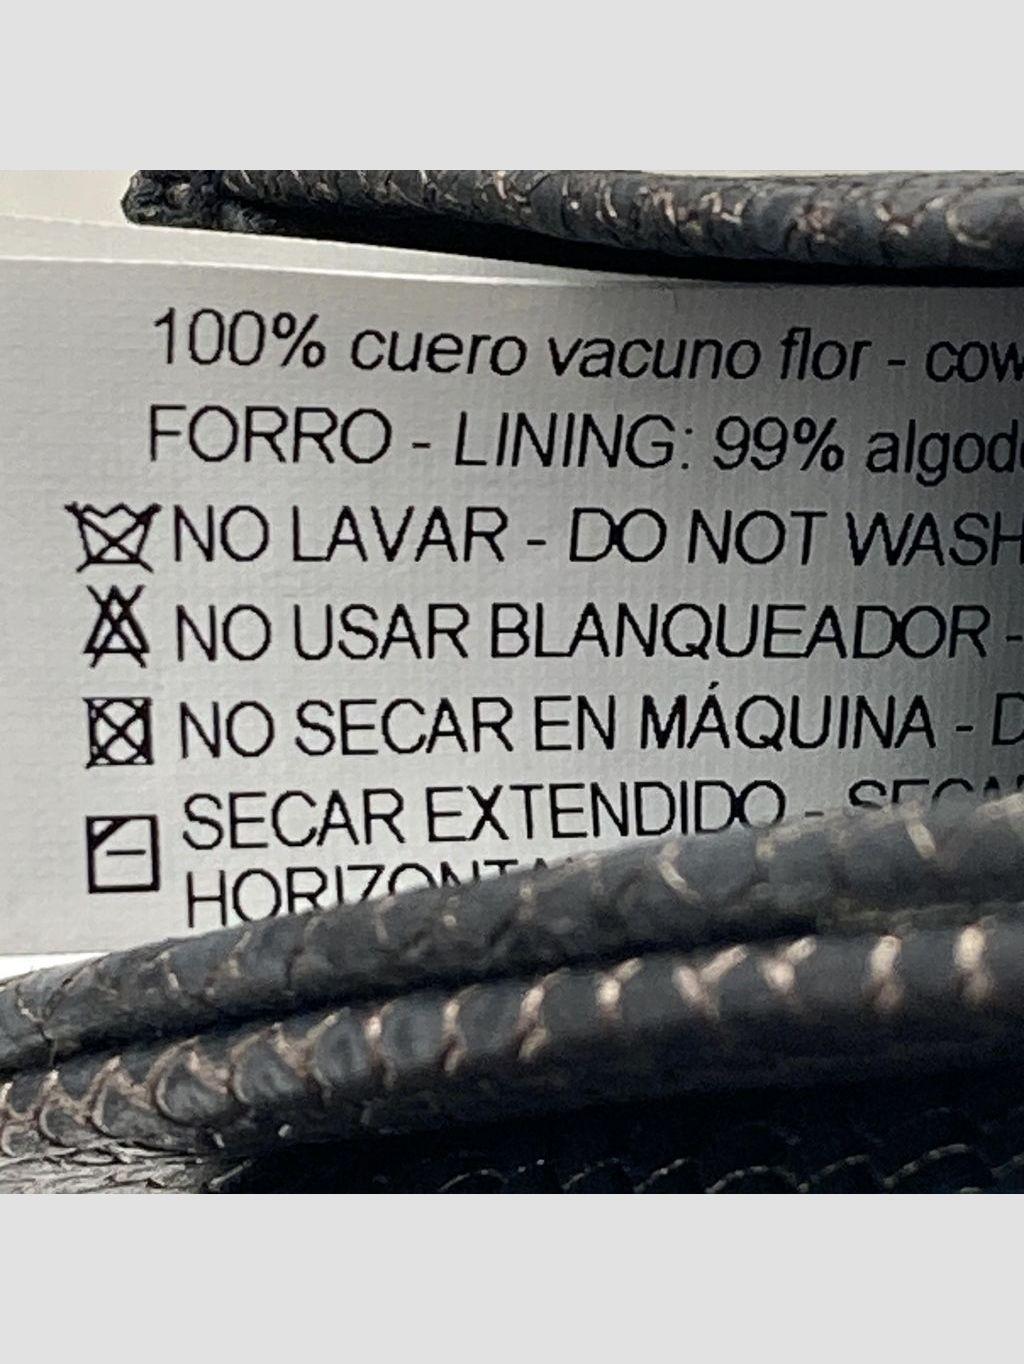 100% cuero vacuno flor -
FORRO - LINING: 99%
NO LAVAR - DO NOT WASH
NO USAR BLANQUEADOR -
NO SECAR EN MÁQUINA -
SECAR EXTENDIDO -